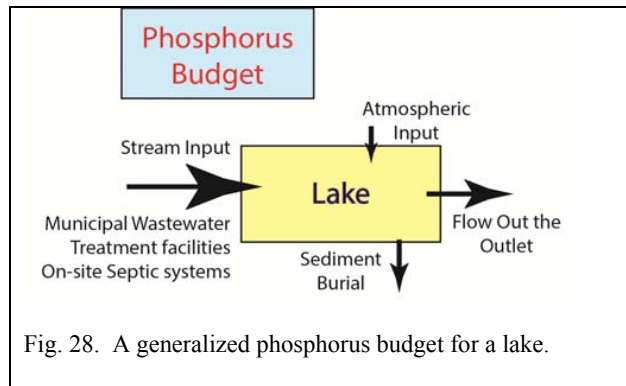 Phosphorus
Budget
Atmospheric
Input
Stream Input
Lake
Municipal Wastewater
Treatment facilities
On-site Septic systems
Flow Out the
Outlet
Sediment
Burial
Fig. 28.  A generalized phosphorus budget for a lake.